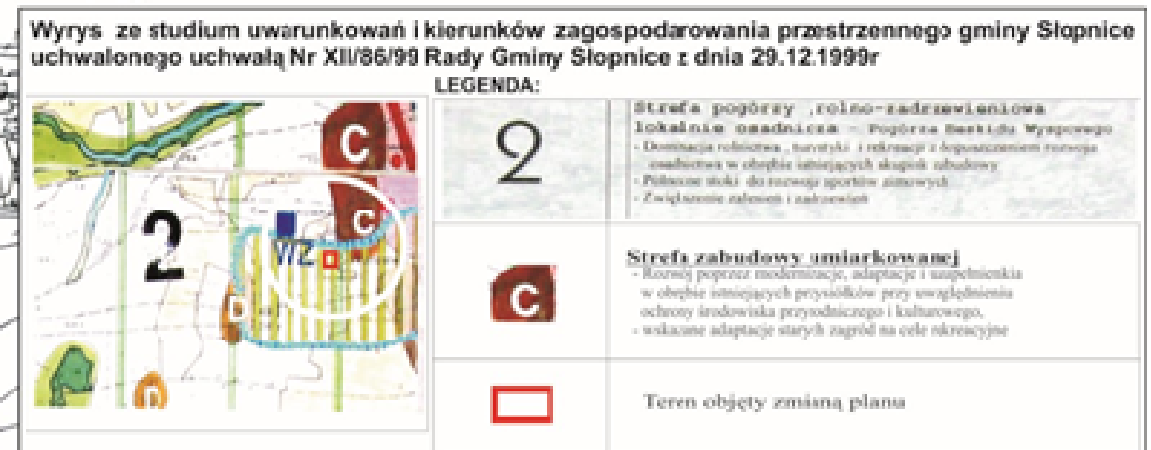 Wyrys ze studium uwarunkowań i kierunków zagospodarowania przestrzennego gminy Słopnice
uchwalonego uchwałą Nr XII/86/99 Rady Gminy Słopnice z dnia 29.12.1999r
LEGENDA:
C
C
2
WZ
D
D
2
Strefa pogórzy ,rolno-zadrzewieniowa
lokalnie osadnicza - Pogórza Beskidu Wyspowego
- Dominacja rolnictwa , turystyki i rekreacji z dopuszczeniem rozwoju
osadnictwa w obrębie istniejących skupisk zabudowy
- Północne stoki do rozwoju sportów zimowych
- Zwiększenie zalesień i zadrzewień
C
Strefa zabudowy umiarkowanej
- Rozwój poprzez modernizacje, adaptacje i uzupełnienkia
w obrębie istniejących przysiółków przy uwzględnieniu
ochrony środowiska przyrodniczego i kulturowego,
- wskazane adaptacje starych zagród na cele rekreacyjne
Teren objęty zmianą planu